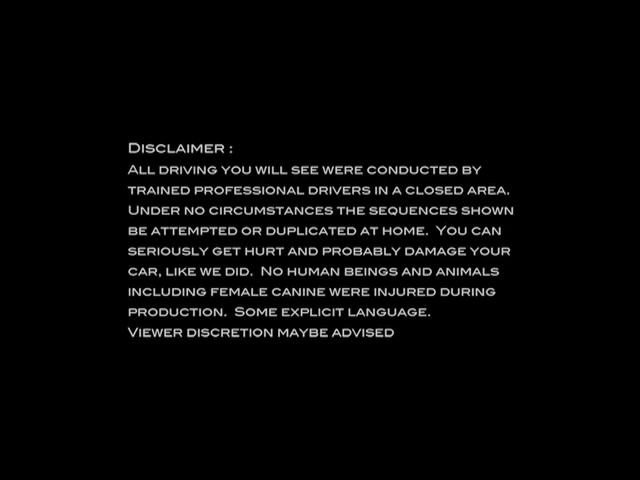 Disclaimer :
All driving you will see were conducted by
trained professional drivers in a closed area.
Under no circumstances the sequences shown
be attempted or duplicated at home. You can
seriously get hurt and probably damage your
car, like we did. No human beings and animals
including female canine were injured during
production. Some explicit language.
Viewer discretion maybe advised